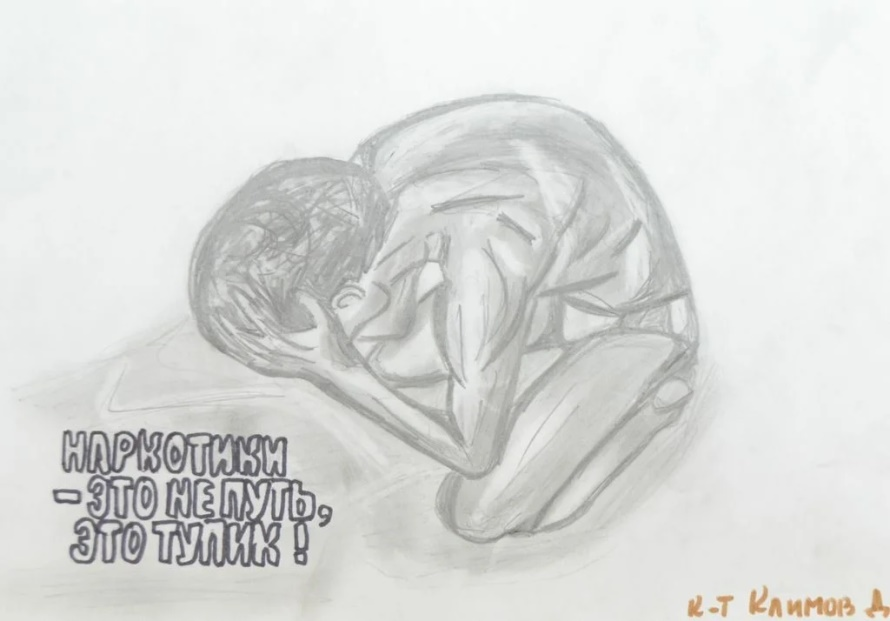 НАРКОТИКИ
- ЭТО НЕ ПУТЬ,
ЭТО ТУПИК!
К-Т КЛИМОВ Д